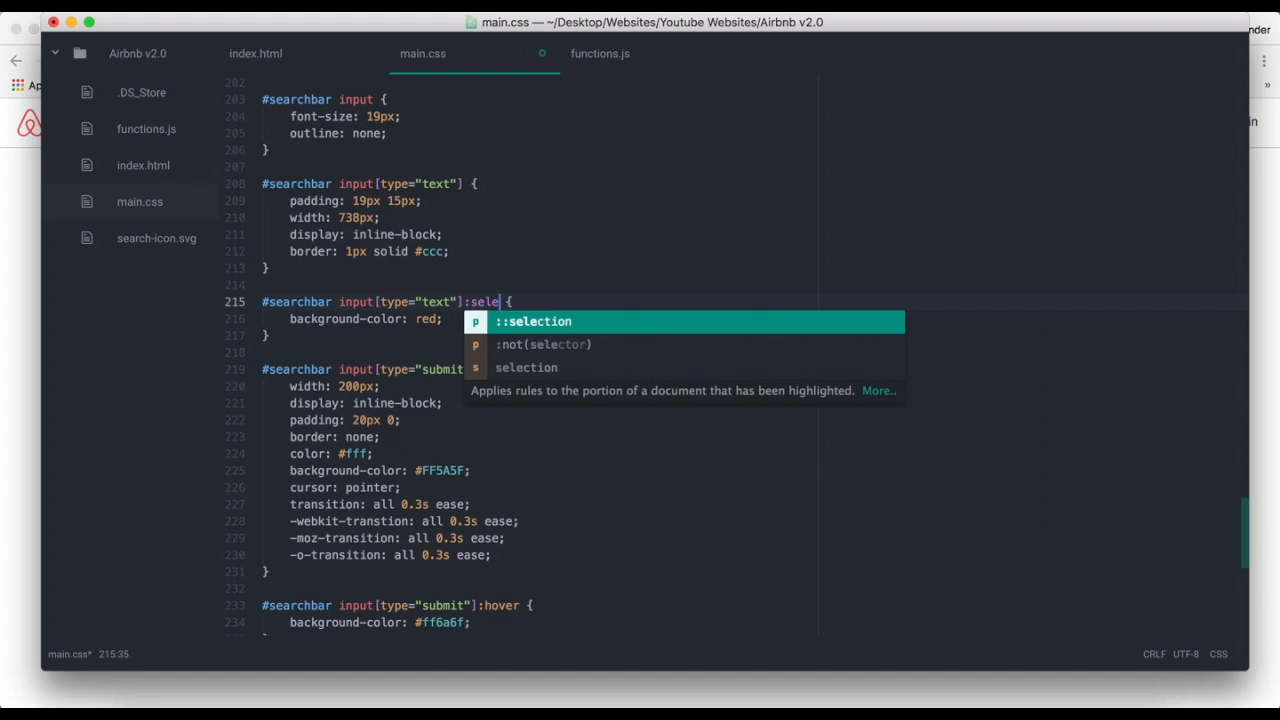 main.css — ~/Desktop/Websites/Youtube Websites/Airbnb v2.0
nder
Airbnb v2.0
index.html
main.css
functions.js
Ap
»
.DS_Store
functions.js
index.html
main.css
search-icon.svg
in
202
203 #searchbar input {
204 font-size: 19px;
205 outline: none;
206 }
207
208 #searchbar input[type="text"] {
209 padding: 19px 15px;
210 width: 738px;
211 display: inline-block;
212 border: 1px solid #ccc;
213 }
214
215 #searchbar input[type="text"]:sele {
216 background-color: red;
217 }
218
p ::selection
p :not(selector)
s selection
Applies rules to the portion of a document that has been highlighted. More..
219 #searchbar input[type="submit"
220 width: 200px;
221 display: inline-block;
222 padding: 20px 0;
223 border: none;
224 color: #fff;
225 background-color: #FF5A5F;
226 cursor: pointer;
227 transition: all 0.3s ease;
228 -webkit-transtion: all 0.3s ease;
229 -moz-transition: all 0.3s ease;
230 -o-transition: all 0.3s ease;
231 }
232
233 #searchbar input[type="submit"]:hover {
234 background-color: #ff6a6f;
main.css* 215:35
CRLF UTF-8 CSS